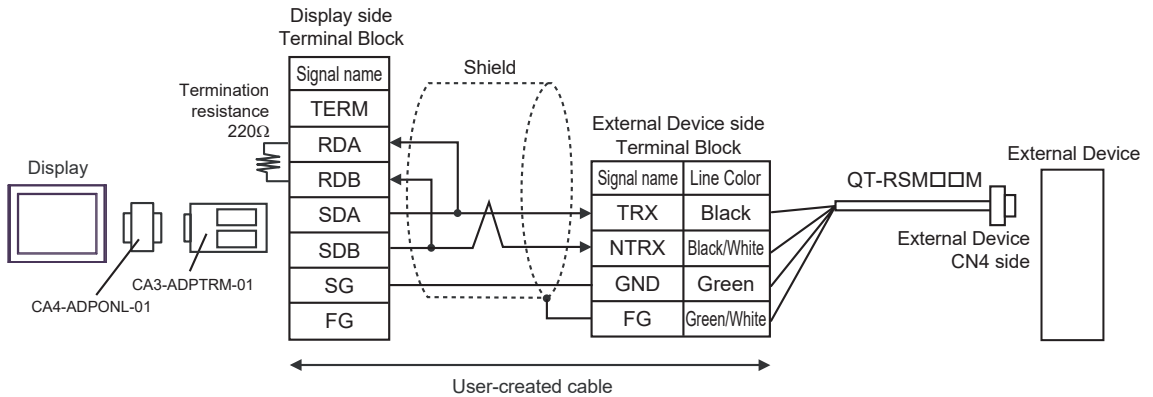 Display side
Terminal Block
Signal name
TERM
RDA
RDB
SDA
SDB
SG
FG
Termination
resistance
220Ω
Shield
Display
CA4-ADPONL-01
CA3-ADPTRM-01
External Device side
Terminal Block
Signal name Line Color
TRX Black
NTRX Black/White
GND Green
FG Green/White
QT-RSM□□M
External Device
CN4 side
External Device
User-created cable